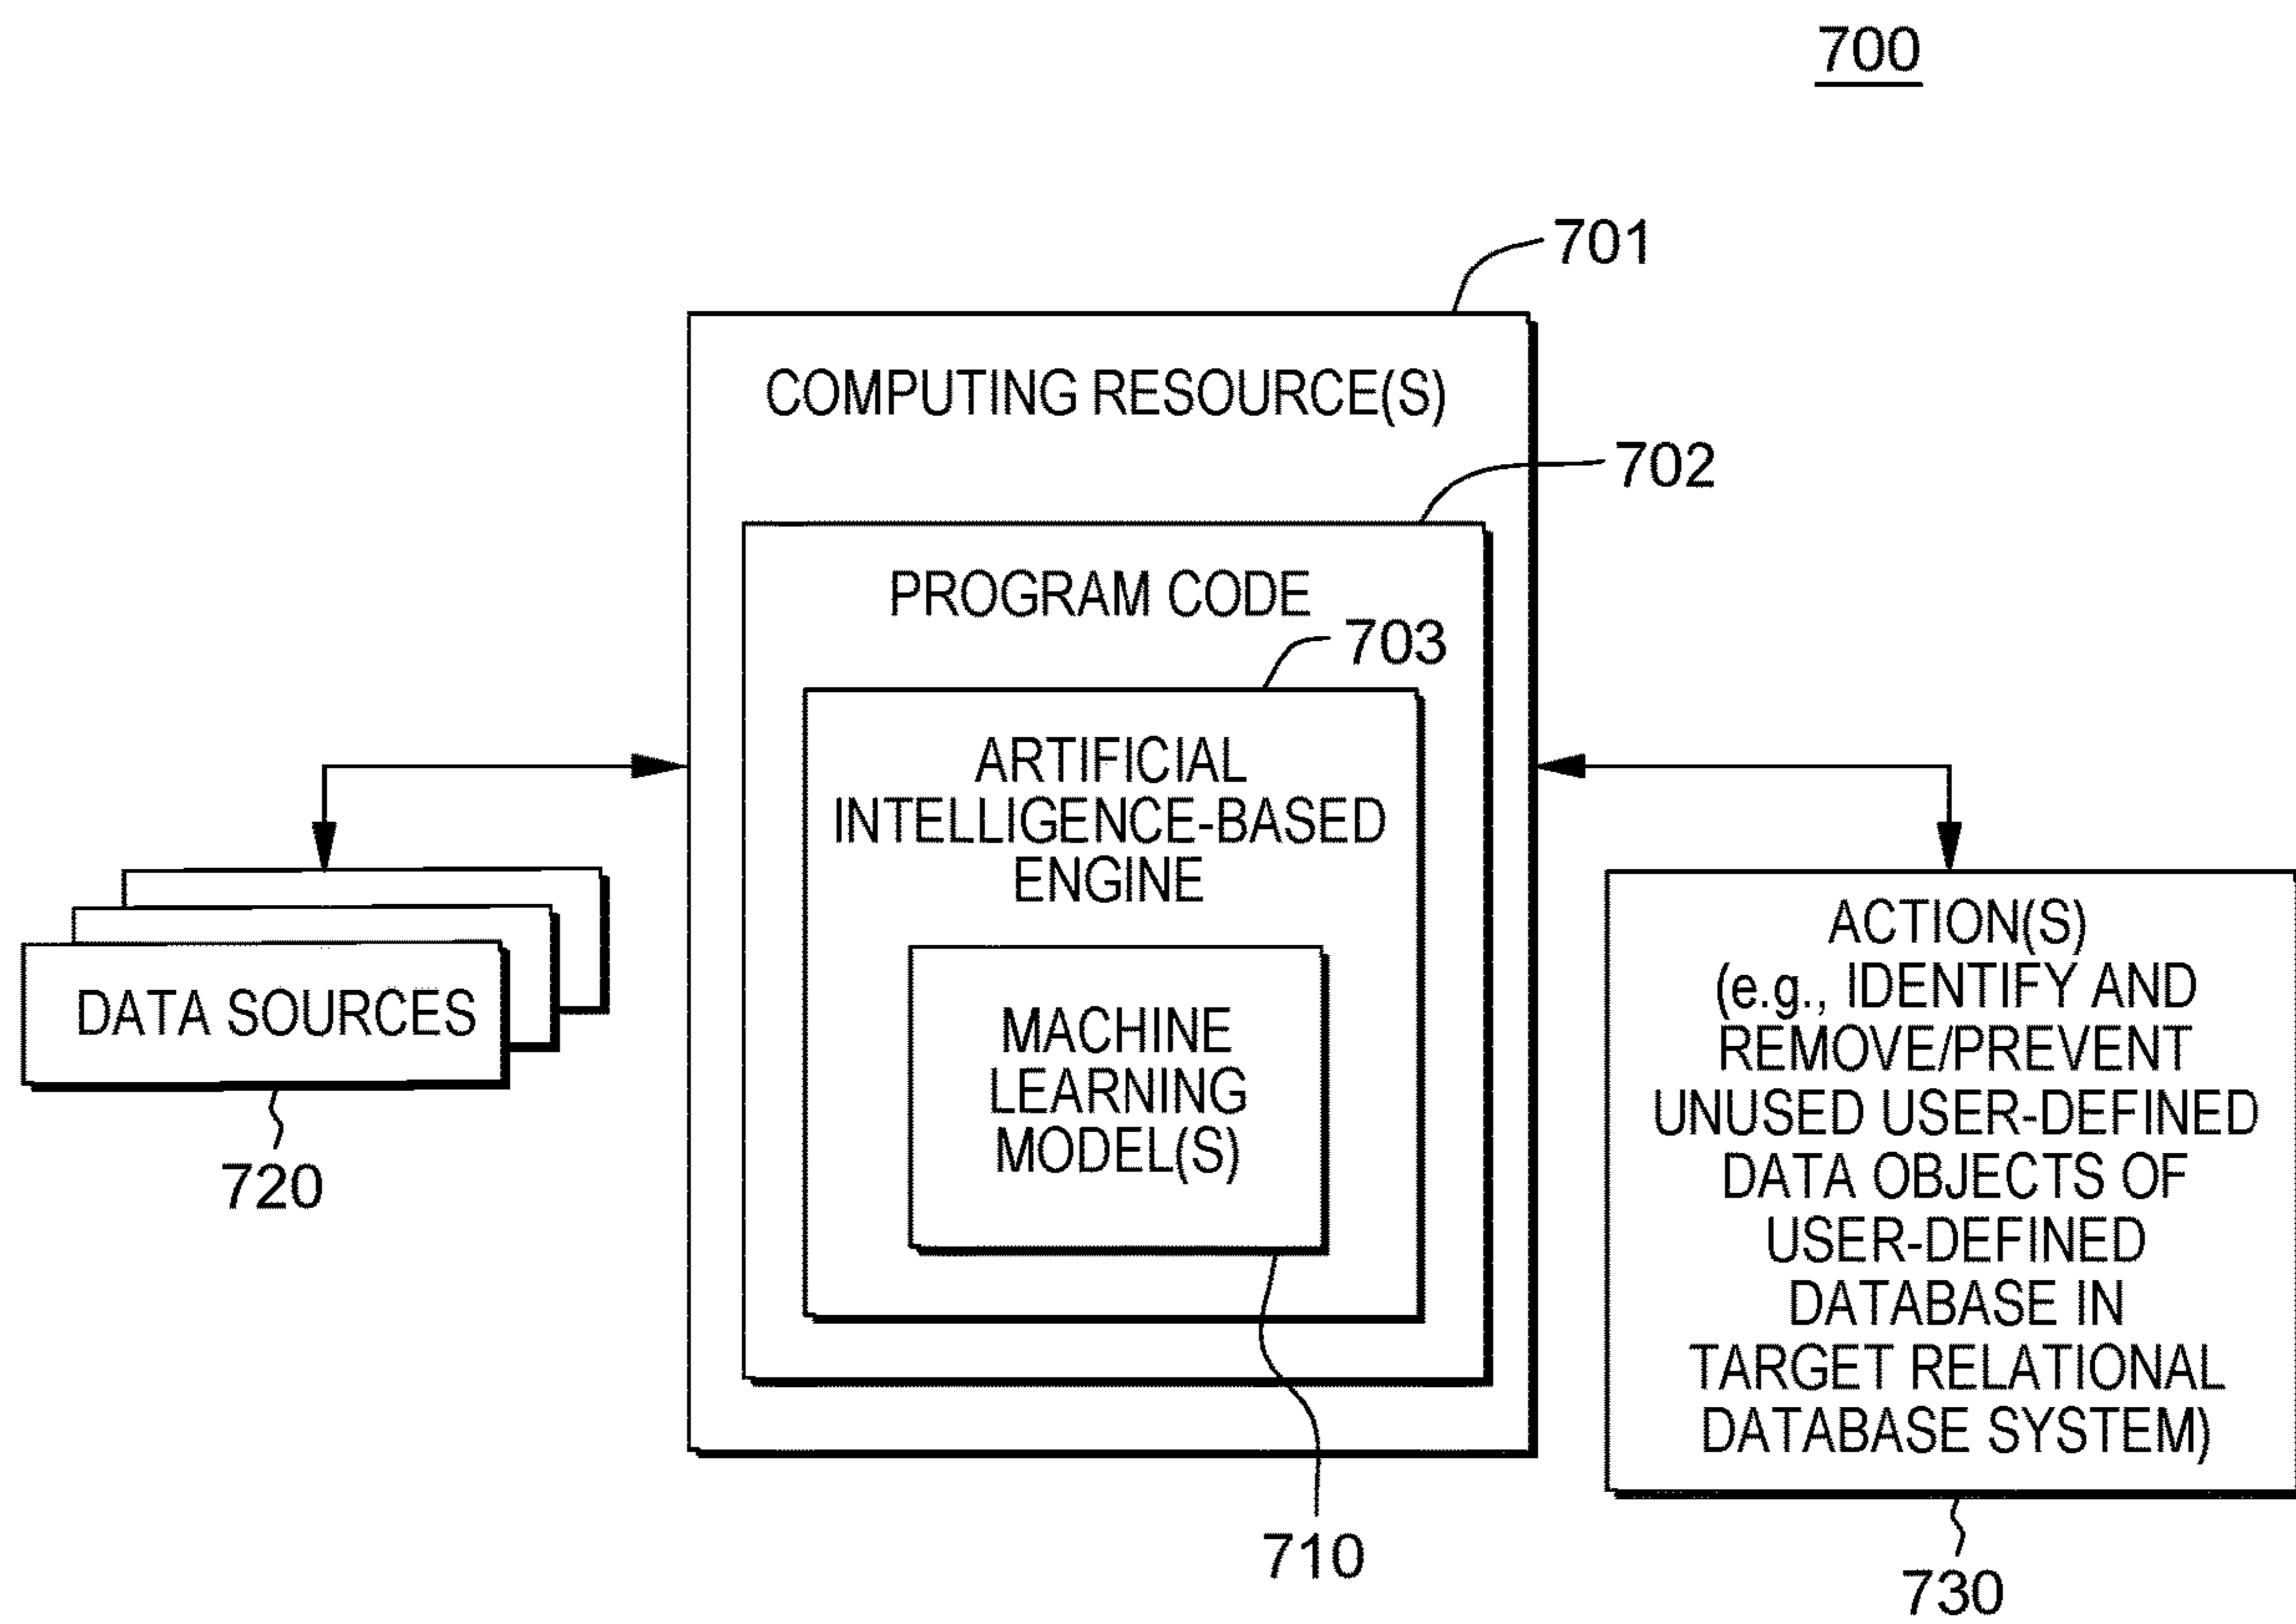 700
701
COMPUTING RESOURCE(S)
702
PROGRAM CODE
703
ARTIFICIAL
INTELLIGENCE-BASED
ENGINE
MACHINE
LEARNING
MODEL(S)
710
DATA SOURCES
720
ACTION(S)
(e.g., IDENTIFY AND
REMOVE/PREVENT
UNUSED USER-DEFINED
DATA OBJECTS OF
USER-DEFINED
DATABASE IN
TARGET RELATIONAL
DATABASE SYSTEM)
730